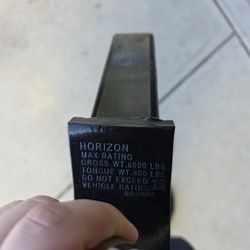 HORIZON
MAX RATING
GROSS WT. 6000 LBS.
TONGUE WT. 600 LBS.
DO NOT EXCEED
VEHICLE RATING